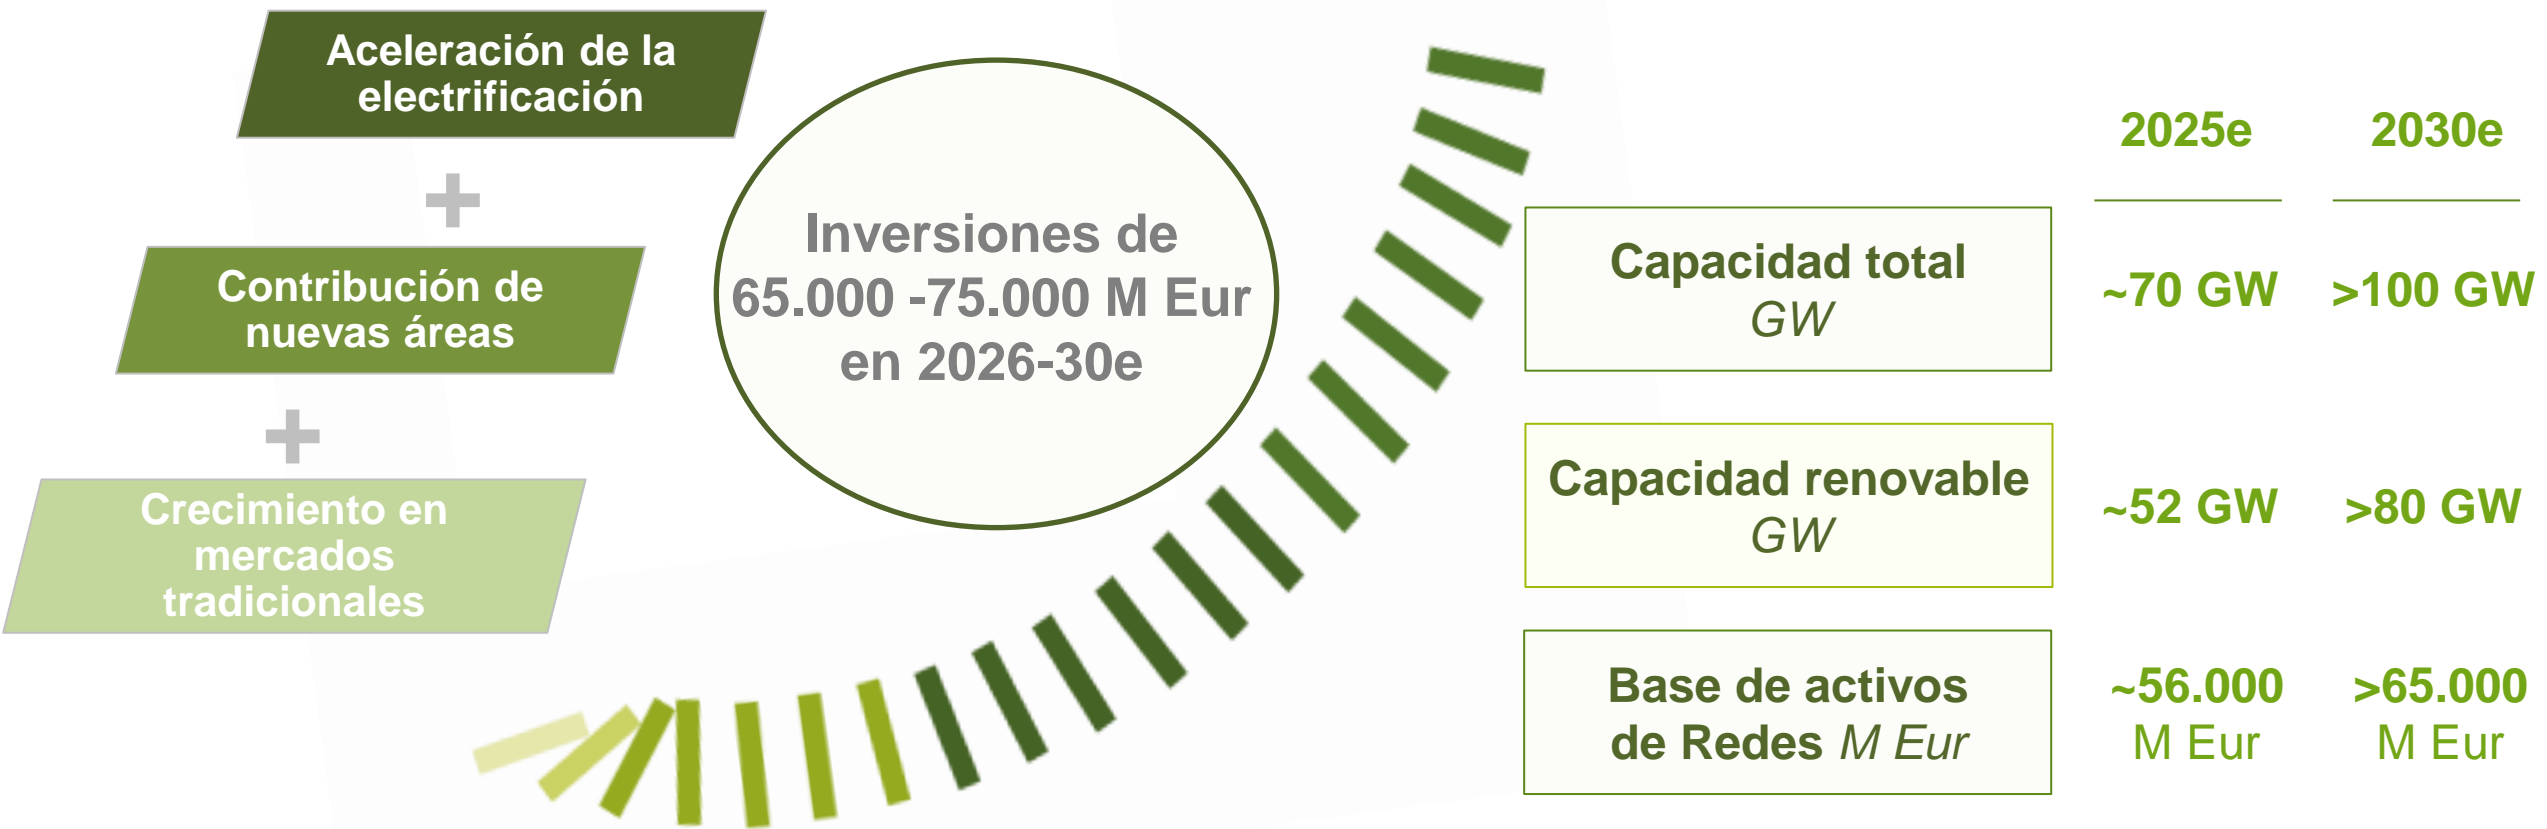 Aceleración de la
electrificación
+
Contribución de
nuevas áreas
+
Crecimiento en
mercados
tradicionales
Inversiones de
65.000 -75.000 M Eur
en 2026-30e
2025e 2030e
Capacidad total
GW
~70 GW >100 GW
Capacidad renovable
GW
~52 GW >80 GW
Base de activos
de Redes M Eur
~56.000 >65.000
M Eur M Eur